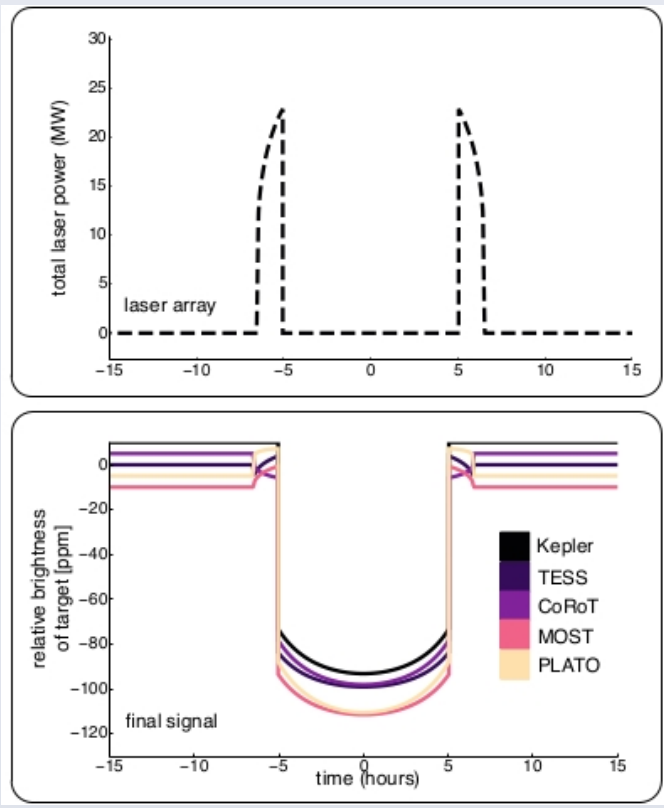 30
25
20
15
10
5
0
total laser power (MW)
laser array
−15 −10 −5 0 5 10 15
0
−20
−40
−60
−80
−100
−120
relative brightness
of target [ppm]
Kepler
TESS
CoRoT
MOST
PLATO
final signal
−15 −10 −5 0 5 10 15
time (hours)